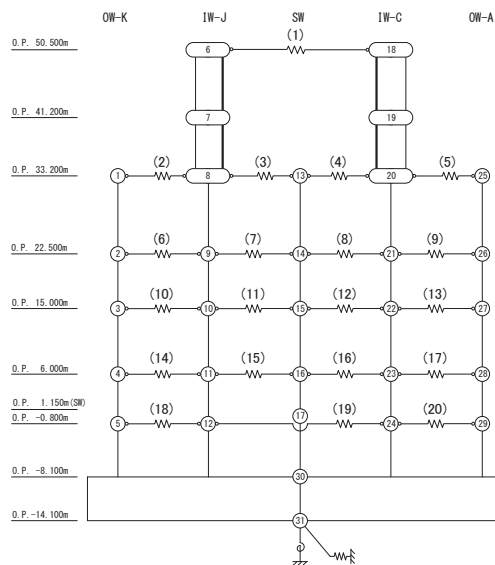 OW-K IW-J SW IW-C OW-A
(1)
O.P. 50.500m 6 18
O.P. 41.200m 7 19
(2) (3) (4) (5)
O.P. 33.200m 1 8 13 20 25
(6) (7) (8) (9)
O.P. 22.500m 2 9 14 21 26
(10) (11) (12) (13)
O.P. 15.000m 3 10 15 22 27
(14) (15) (16) (17)
O.P. 6.000m 4 11 16 23 28
O.P. 1.150m(SW) 17
(18) (19) (20)
O.P. -0.800m 5 12 24 29
O.P. -8.100m 30
O.P.-14.100m 31